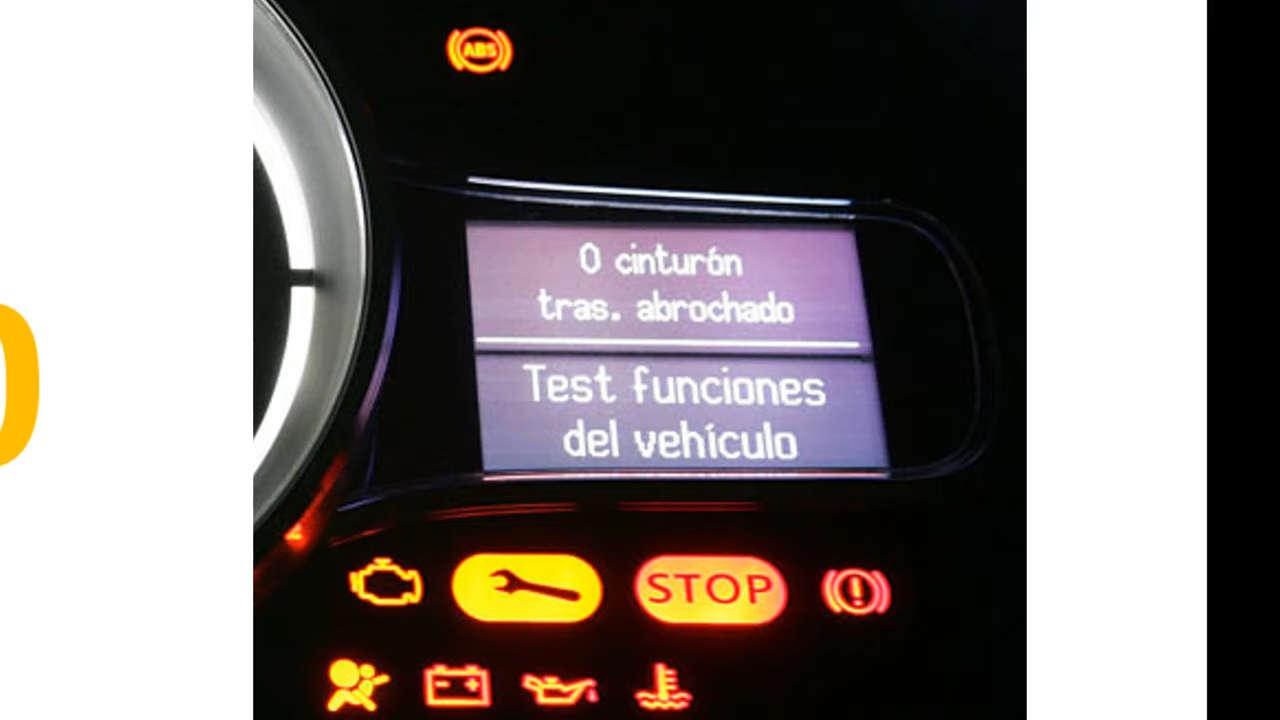 ABS
0 cinturón
tras. abrochado
Test funciones
del vehículo
STOP